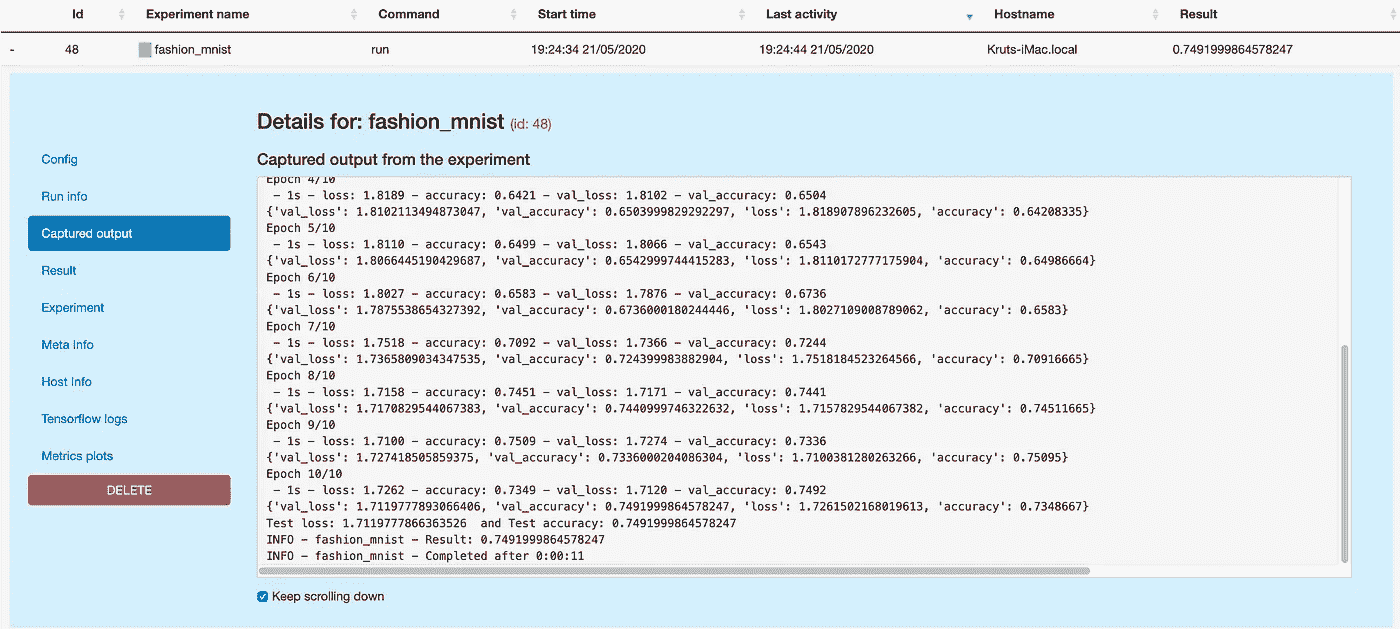 Id Experiment name Command Start time Last activity Hostname Result
- 48 fashion_mnist run 19:24:34 21/05/2020 19:24:44 21/05/2020 Kruts-iMac.local 0.7491999864578247
Details for: fashion_mnist (id: 48)
Config
Run info
Captured output
Result
Experiment
Meta Info
Host Info
Tensorflow logs
Metrics plots
DELETE
Captured output from the experiment
Epoch 4/10
- 1s - loss: 1.8189 - accuracy: 0.6421 - val_loss: 1.8102 - val_accuracy: 0.6504
{'val_loss': 1.8102113494873047, 'val_accuracy': 0.6503999829292297, 'loss': 1.818907896232605, 'accuracy': 0.64208335}
Epoch 5/10
- 1s - loss: 1.8110 - accuracy: 0.6499 - val_loss: 1.8066 - val_accuracy: 0.6543
{'val_loss': 1.8066445190429687, 'val_accuracy': 0.6542999744415283, 'loss': 1.8110172777175904, 'accuracy': 0.64986664}
Epoch 6/10
- 1s - loss: 1.8027 - accuracy: 0.6583 - val_loss: 1.7876 - val_accuracy: 0.6736
{'val_loss': 1.7875538654327392, 'val_accuracy': 0.6736000180244446, 'loss': 1.8027109008789062, 'accuracy': 0.6583}
Epoch 7/10
- 1s - loss: 1.7518 - accuracy: 0.7092 - val_loss: 1.7366 - val_accuracy: 0.7244
{'val_loss': 1.7365809034347535, 'val_accuracy': 0.724399983882904, 'loss': 1.7518184523264566, 'accuracy': 0.70916665}
Epoch 8/10
- 1s - loss: 1.7158 - accuracy: 0.7451 - val_loss: 1.7171 - val_accuracy: 0.7441
{'val_loss': 1.7170829544067383, 'val_accuracy': 0.7440999746322632, 'loss': 1.7157829544067382, 'accuracy': 0.74511665}
Epoch 9/10
- 1s - loss: 1.7100 - accuracy: 0.7509 - val_loss: 1.7274 - val_accuracy: 0.7336
{'val_loss': 1.727418505859375, 'val_accuracy': 0.7336000204086304, 'loss': 1.7100381280263266, 'accuracy': 0.75095}
Epoch 10/10
- 1s - loss: 1.7262 - accuracy: 0.7349 - val_loss: 1.7120 - val_accuracy: 0.7492
{'val_loss': 1.7119777893066406, 'val_accuracy': 0.7491999864578247, 'loss': 1.7261502168019613, 'accuracy': 0.7348667}
Test loss: 1.7119777866363526  and Test accuracy: 0.7491999864578247
INFO - fashion_mnist - Result: 0.7491999864578247
INFO - fashion_mnist - Completed after 0:00:11
Keep scrolling down